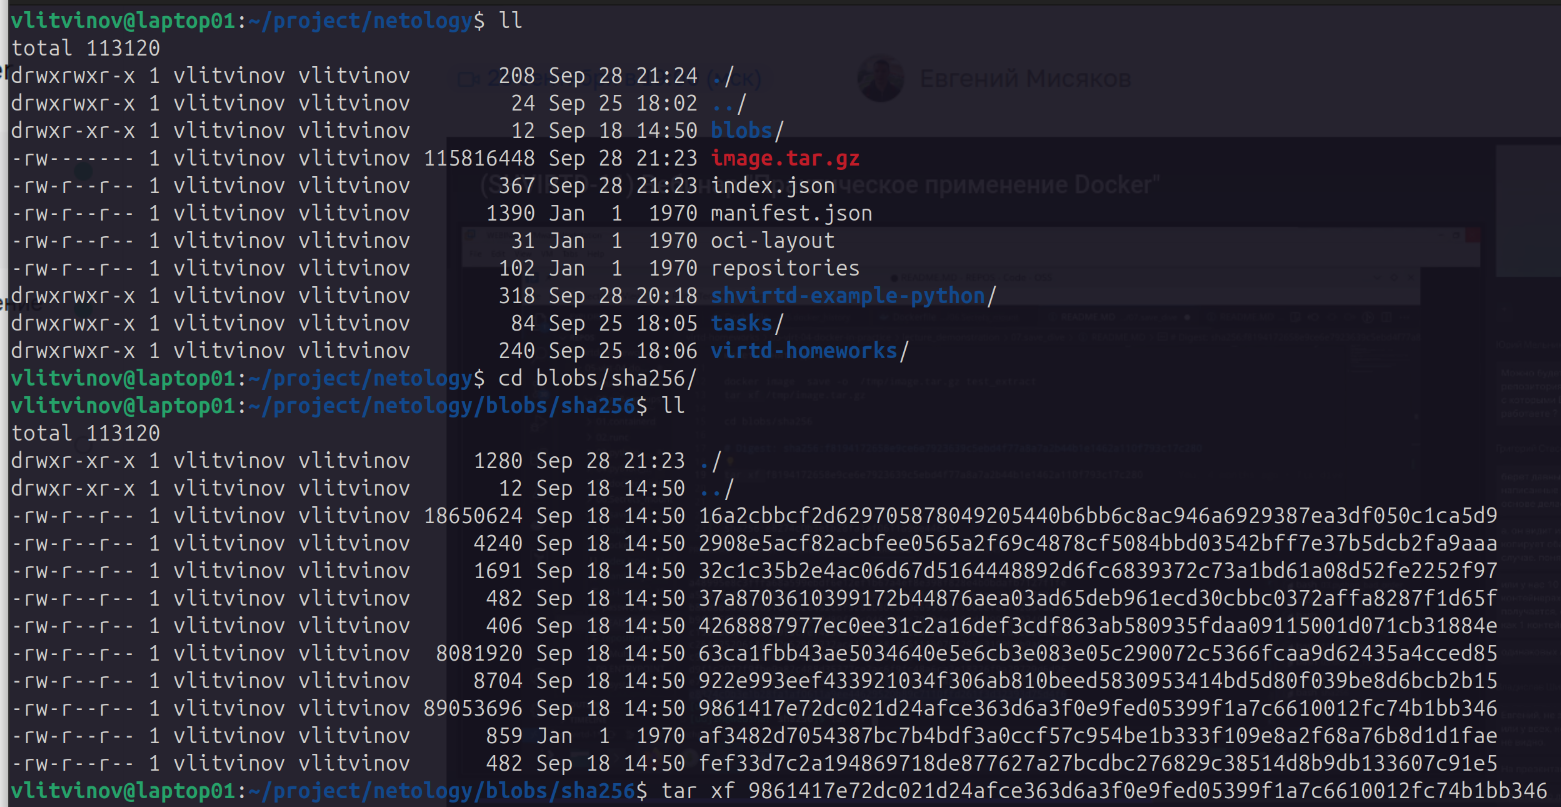 vlitvinov@laptop01:~/project/netology$ ll
total 113120
drwxrwxr-x 1 vlitvinov vlitvinov       208 Sep 28 21:24 ./
drwxrwxr-x 1 vlitvinov vlitvinov        24 Sep 25 18:02 ../
drwxr-xr-x 1 vlitvinov vlitvinov        12 Sep 18 14:50 blobs/
-rw------- 1 vlitvinov vlitvinov 115816448 Sep 28 21:23 image.tar.gz
-rw-r--r-- 1 vlitvinov vlitvinov       367 Sep 28 21:23 index.json
-rw-r--r-- 1 vlitvinov vlitvinov      1390 Jan  1  1970 manifest.json
-rw-r--r-- 1 vlitvinov vlitvinov        31 Jan  1  1970 oci-layout
-rw-r--r-- 1 vlitvinov vlitvinov       102 Jan  1  1970 repositories
drwxrwxr-x 1 vlitvinov vlitvinov       318 Sep 28 20:18 shvirtd-example-python/
drwxrwxr-x 1 vlitvinov vlitvinov        84 Sep 25 18:05 tasks/
drwxrwxr-x 1 vlitvinov vlitvinov       240 Sep 25 18:06 virtd-homeworks/
vlitvinov@laptop01:~/project/netology$ cd blobs/sha256/
vlitvinov@laptop01:~/project/netology/blobs/sha256$ ll
total 113120
drwxr-xr-x 1 vlitvinov vlitvinov     1280 Sep 28 21:23 ./
drwxr-xr-x 1 vlitvinov vlitvinov       12 Sep 18 14:50 ../
-rw-r--r-- 1 vlitvinov vlitvinov 18650624 Sep 18 14:50 16a2cbbcf2d629705878049205440b6bb6c8ac946a6929387ea3df050c1ca5d9
-rw-r--r-- 1 vlitvinov vlitvinov     4240 Sep 18 14:50 2908e5acf82acbfee0565a2f69c4878cf5084bbd03542bff7e37b5dcb2fa9aaa
-rw-r--r-- 1 vlitvinov vlitvinov     1691 Sep 18 14:50 32c1c35b2e4ac06d67d5164448892d6fc6839372c73a1bd61a08d52fe2252f97
-rw-r--r-- 1 vlitvinov vlitvinov      482 Sep 18 14:50 37a8703610399172b44876aea03ad65deb961ecd30cbbc0372affa8287f1d65f
-rw-r--r-- 1 vlitvinov vlitvinov      406 Sep 18 14:50 4268887977ec0ee31c2a16def3cdf863ab580935fdaa09115001d071cb31884e
-rw-r--r-- 1 vlitvinov vlitvinov  8081920 Sep 18 14:50 63ca1fbb43ae5034640e5e6cb3e083e05c290072c5366fcaa9d62435a4cced85
-rw-r--r-- 1 vlitvinov vlitvinov     8704 Sep 18 14:50 922e993eef433921034f306ab810beed5830953414bd5d80f039be8d6bcb2b15
-rw-r--r-- 1 vlitvinov vlitvinov 89053696 Sep 18 14:50 9861417e72dc021d24afce363d6a3f0e9fed05399f1a7c6610012fc74b1bb346
-rw-r--r-- 1 vlitvinov vlitvinov      859 Jan  1  1970 af3482d7054387bc7b4bdf3a0ccf57c954be1b333f109e8a2f68a76b8d1d1fae
-rw-r--r-- 1 vlitvinov vlitvinov      482 Sep 18 14:50 fef33d7c2a194869718de877627a27bcdbc276829c38514d8b9db133607c91e5
vlitvinov@laptop01:~/project/netology/blobs/sha256$ tar xf 9861417e72dc021d24afce363d6a3f0e9fed05399f1a7c6610012fc74b1bb346
Евгений Мисяков
применение Docker"